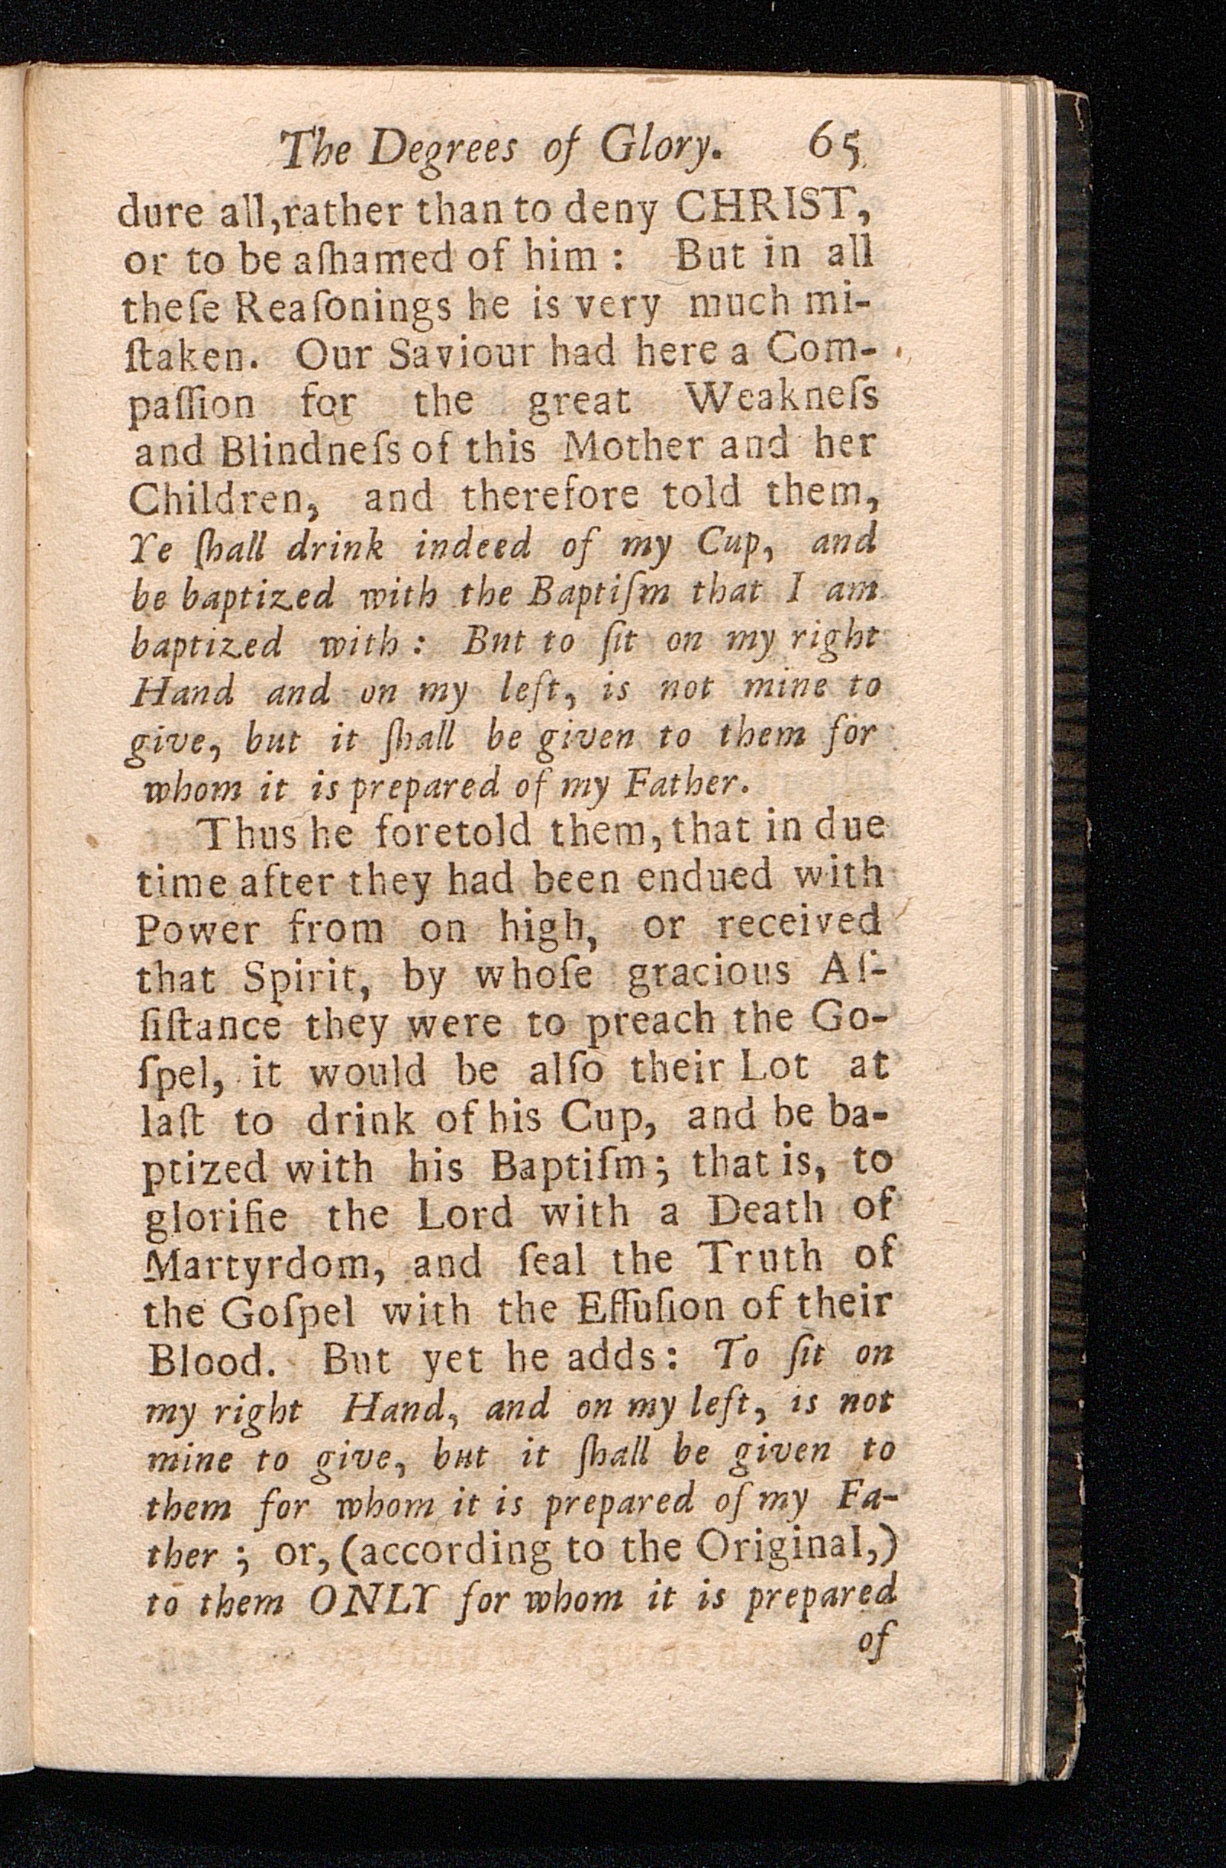 The Degrees of Glory. 65
dure all, rather than to deny CHRIST,
or to be aſhamed of him : But in all
theſe Reaſonings he is very much mi-
ſtaken. Our Saviour had here a Com-
paſſion for the great Weakneſs
and Blindneſs of this Mother and her
Children, and therefore told them,
Ye ſhall drink indeed of my Cup, and
be baptized with the Baptiſm that I am
baptized with : But to ſit on my right
Hand and on my left, is not mine to
give, but it ſhall be given to them for
whom it is prepared of my Father.
Thus he foretold them, that in due
time after they had been endued with
Power from on high, or received
that Spirit, by whoſe gracious Aſ-
ſiſtance they were to preach the Go-
ſpel, it would be alſo their Lot at
laſt to drink of his Cup, and be ba-
ptized with his Baptiſm; that is, to
glorifie the Lord with a Death of
Martyrdom, and ſeal the Truth of
the Goſpel with the Effuſion of their
Blood. But yet he adds: To ſit on
my right Hand, and on my left, is not
mine to give, but it ſhall be given to
them for whom it is prepared of my Fa-
ther ; or, (according to the Original,)
to them ONLY for whom it is prepared
of